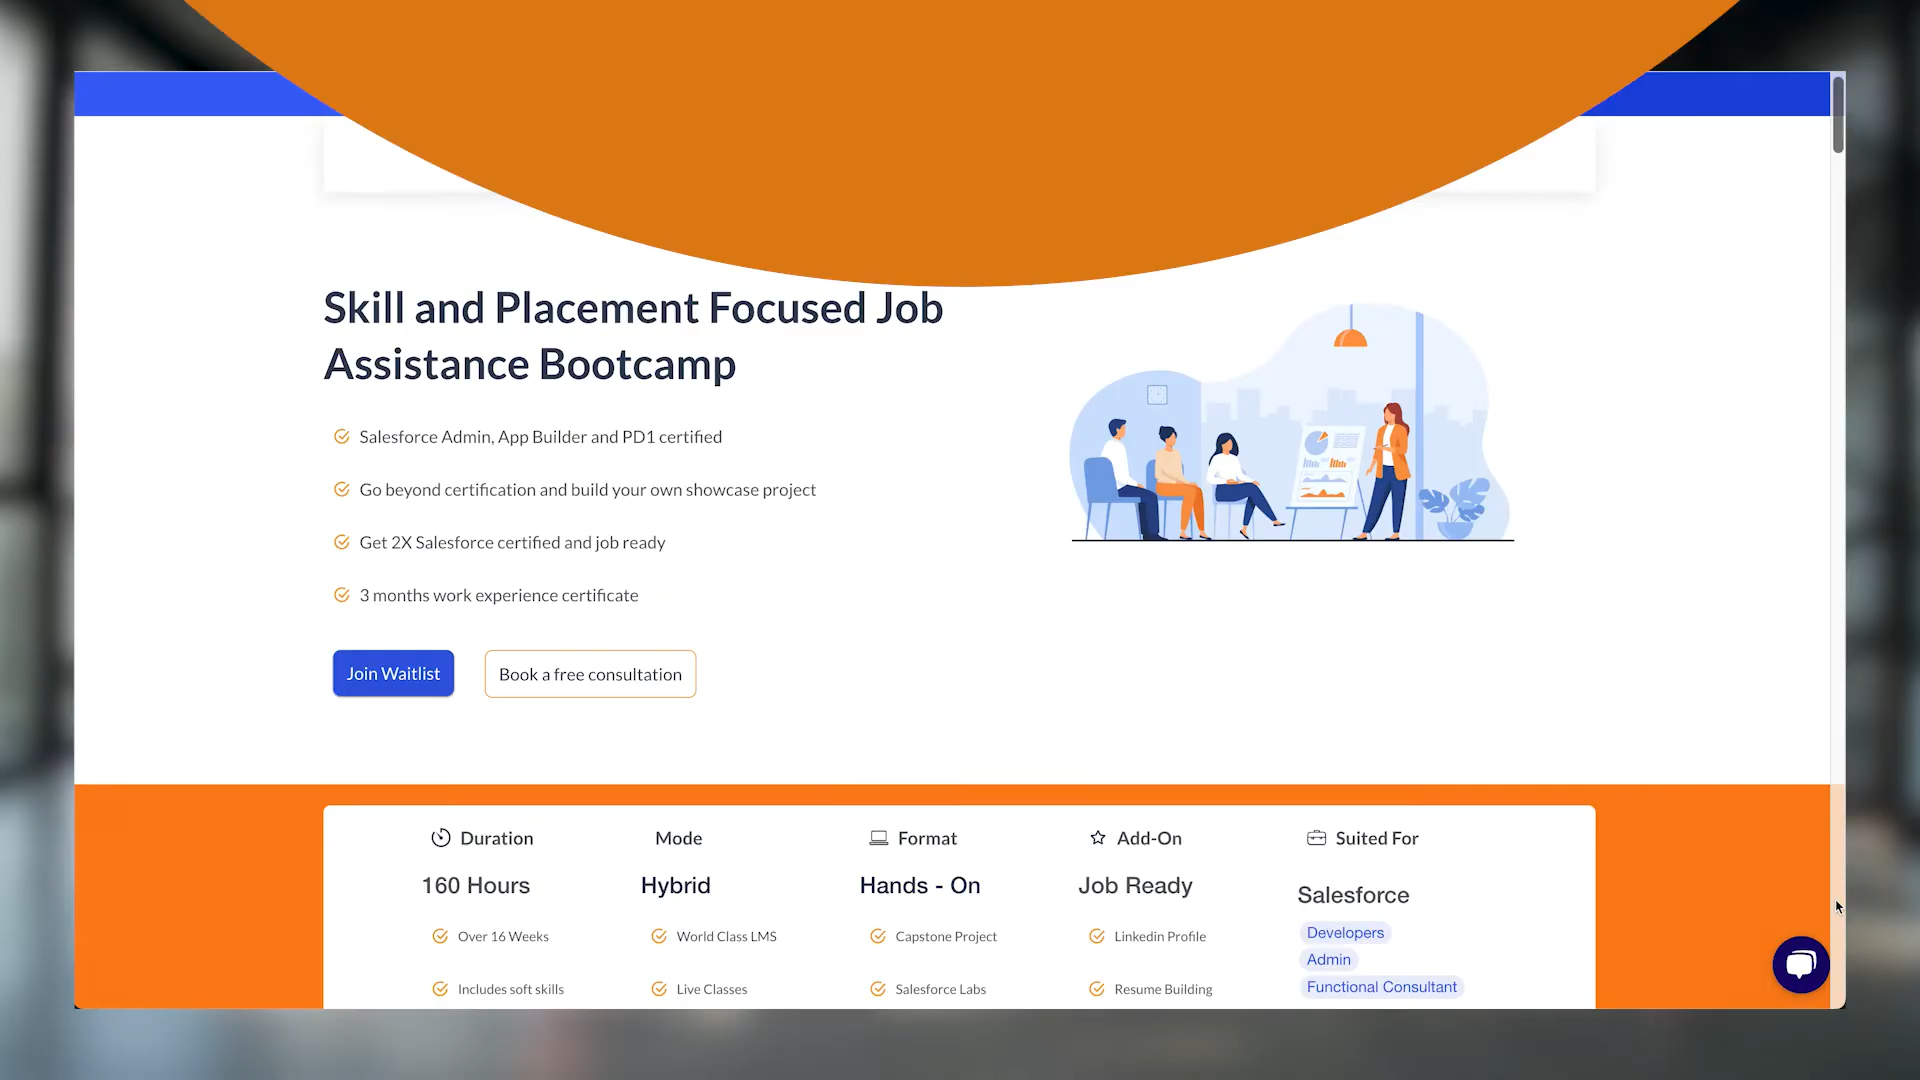 Skill and Placement Focused Job
Assistance Bootcamp
Salesforce Admin, App Builder and PD1 certified
Go beyond certification and build your own showcase project
Get 2X Salesforce certified and job ready
3 months work experience certificate
Join Waitlist
Book a free consultation
Duration
160 Hours
Over 16 Weeks
Includes soft skills
Mode
Hybrid
World Class LMS
Live Classes
Format
Hands - On
Capstone Project
Salesforce Labs
Add-On
Job Ready
Linkedin Profile
Resume Building
Suited For
Salesforce
Developers
Admin
Functional Consultant